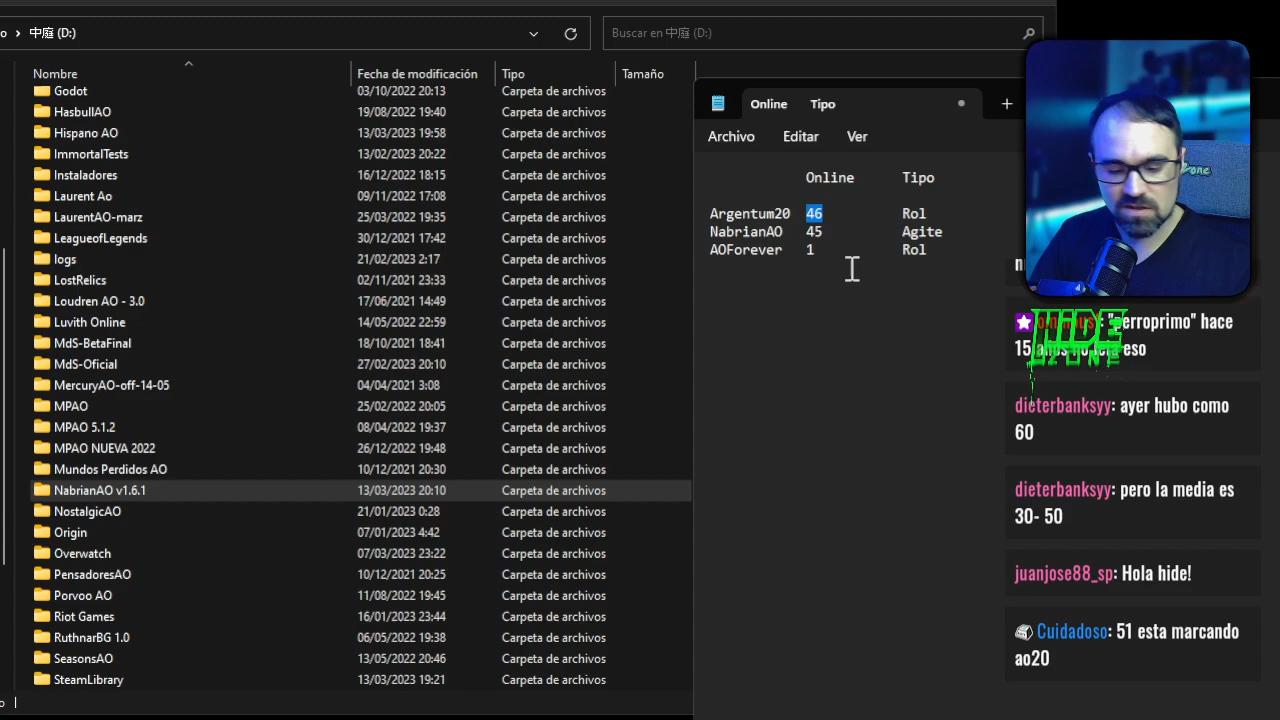 o › 中庭 (D:)
Buscar en 中庭 (D:)
Nombre Fecha de modificación Tipo Tamaño
Godot 03/10/2022 20:13 Carpeta de archivos
HasbullAO 19/08/2022 19:40 Carpeta de archivos
Hispano AO 13/03/2023 19:58 Carpeta de archivos
ImmortalTests 13/02/2023 20:22 Carpeta de archivos
Instaladores 16/12/2022 18:15 Carpeta de archivos
Laurent Ao 09/11/2022 17:08 Carpeta de archivos
LaurentAO-marz 25/03/2022 19:35 Carpeta de archivos
LeagueofLegends 30/12/2021 17:42 Carpeta de archivos
logs 21/02/2023 2:17 Carpeta de archivos
LostRelics 02/11/2021 23:33 Carpeta de archivos
Loudren AO - 3.0 17/06/2021 14:49 Carpeta de archivos
Luvith Online 14/05/2022 22:59 Carpeta de archivos
MdS-BetaFinal 18/10/2021 18:41 Carpeta de archivos
MdS-Oficial 27/02/2023 20:10 Carpeta de archivos
MercuryAO-off-14-05 04/04/2021 3:08 Carpeta de archivos
MPAO 25/02/2022 20:05 Carpeta de archivos
MPAO 5.1.2 08/04/2022 19:37 Carpeta de archivos
MPAO NUEVA 2022 26/12/2022 19:48 Carpeta de archivos
Mundos Perdidos AO 10/12/2021 20:30 Carpeta de archivos
NabrianAO v1.6.1 13/03/2023 20:10 Carpeta de archivos
NostalgicAO 21/01/2023 0:28 Carpeta de archivos
Origin 07/01/2023 4:42 Carpeta de archivos
Overwatch 07/03/2023 23:22 Carpeta de archivos
PensadoresAO 10/12/2021 20:25 Carpeta de archivos
Porvoo AO 11/08/2022 19:45 Carpeta de archivos
Riot Games 16/01/2023 23:44 Carpeta de archivos
RuthnarBG 1.0 06/05/2022 19:38 Carpeta de archivos
SeasonsAO 13/05/2022 20:46 Carpeta de archivos
SteamLibrary 13/03/2023 19:21 Carpeta de archivos
o
Online Tipo
Archivo Editar Ver
Online Tipo
Argentum20 46 Rol
NabrianAO 45 Agite
AOForever 1 Rol
HIDE
OZONE
"perroprimo" hace
eso
dieterbanksyy: ayer hubo como
60
dieterbanksyy: pero la media es
30- 50
juanjose88_sp: Hola hide!
Cuidadoso: 51 esta marcando
ao20